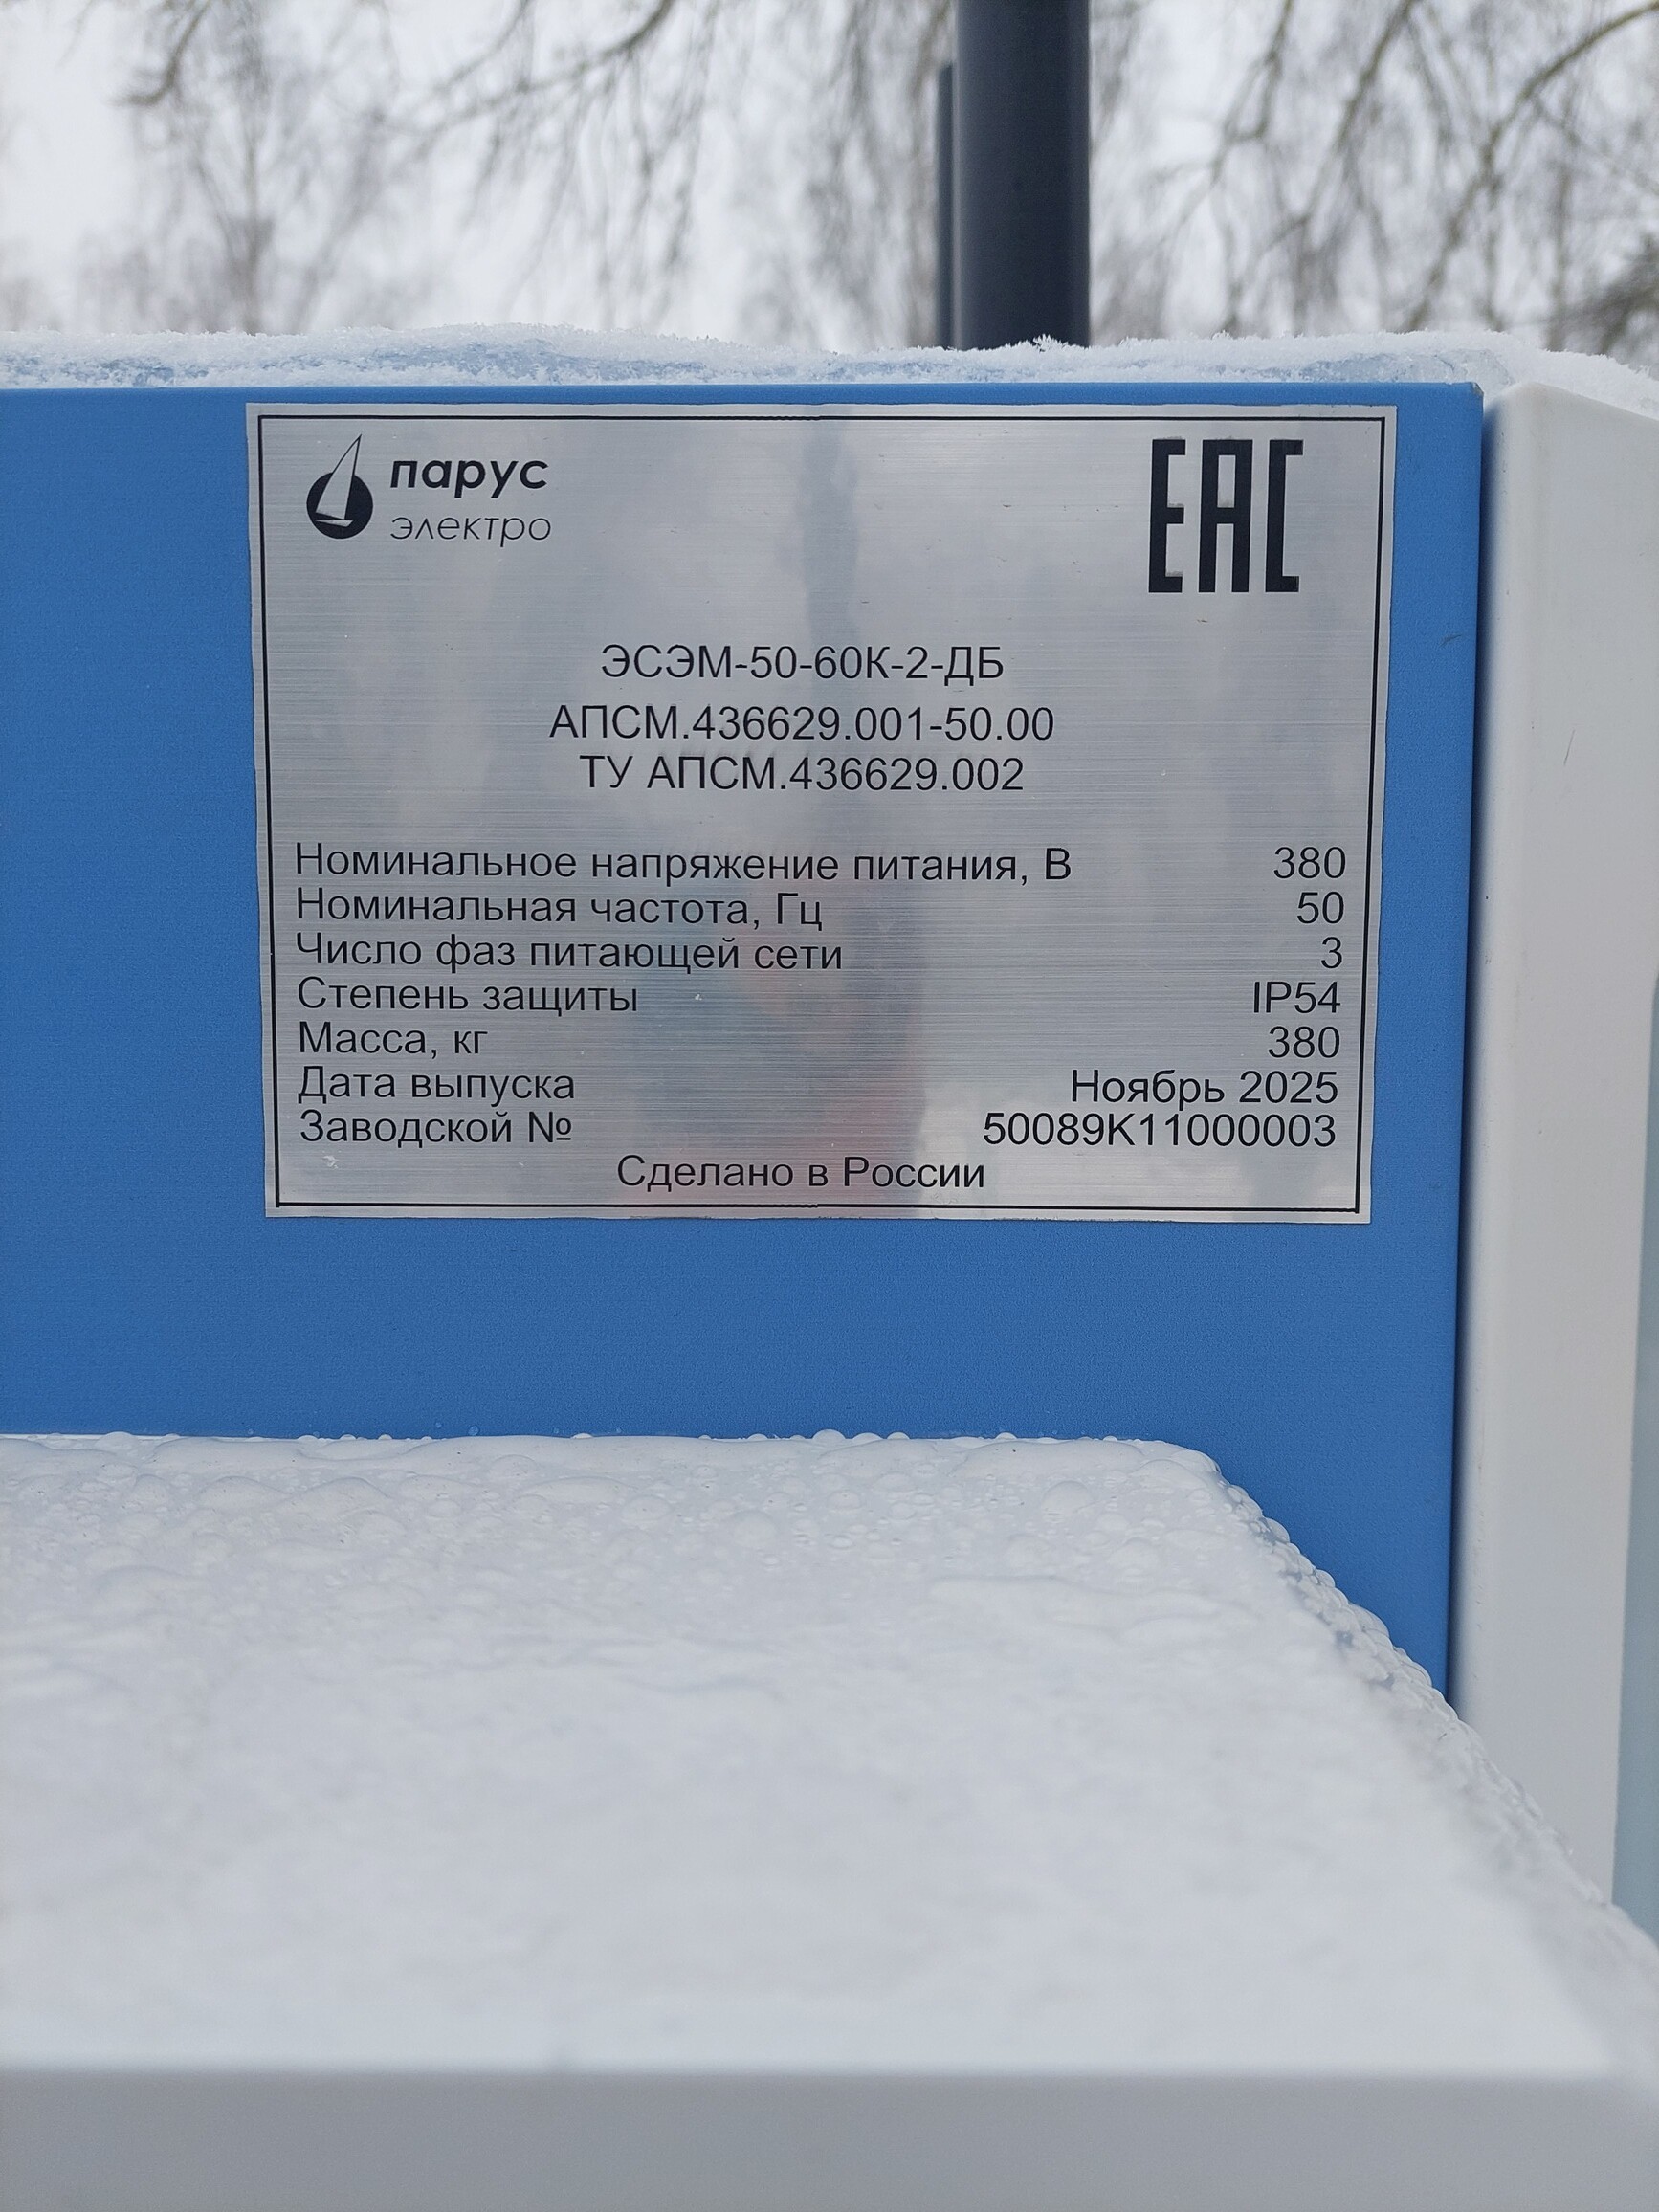 парус
электро
ЕАС
ЭСЭМ-50-60К-2-ДБ
АПСМ.436629.001-50.00
ТУ АПСМ.436629.002
Номинальное напряжение питания, В 380
Номинальная частота, Гц 50
Число фаз питающей сети 3
Степень защиты IP54
Масса, кг 380
Дата выпуска Ноябрь 2025
Заводской № 50089K11000003
Сделано в России